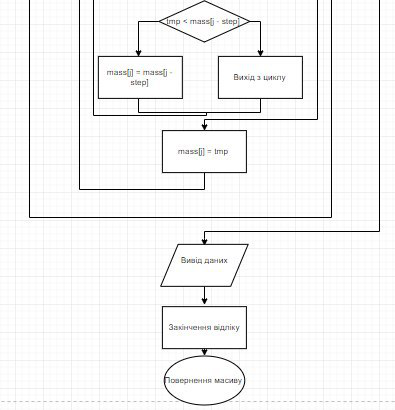 tmp < mass[j - step]
mass[j] = mass[j -
step]
Вихід з циклу
mass[j] = tmp
Вивід даних
Закінчення відліку
Повернення масиву